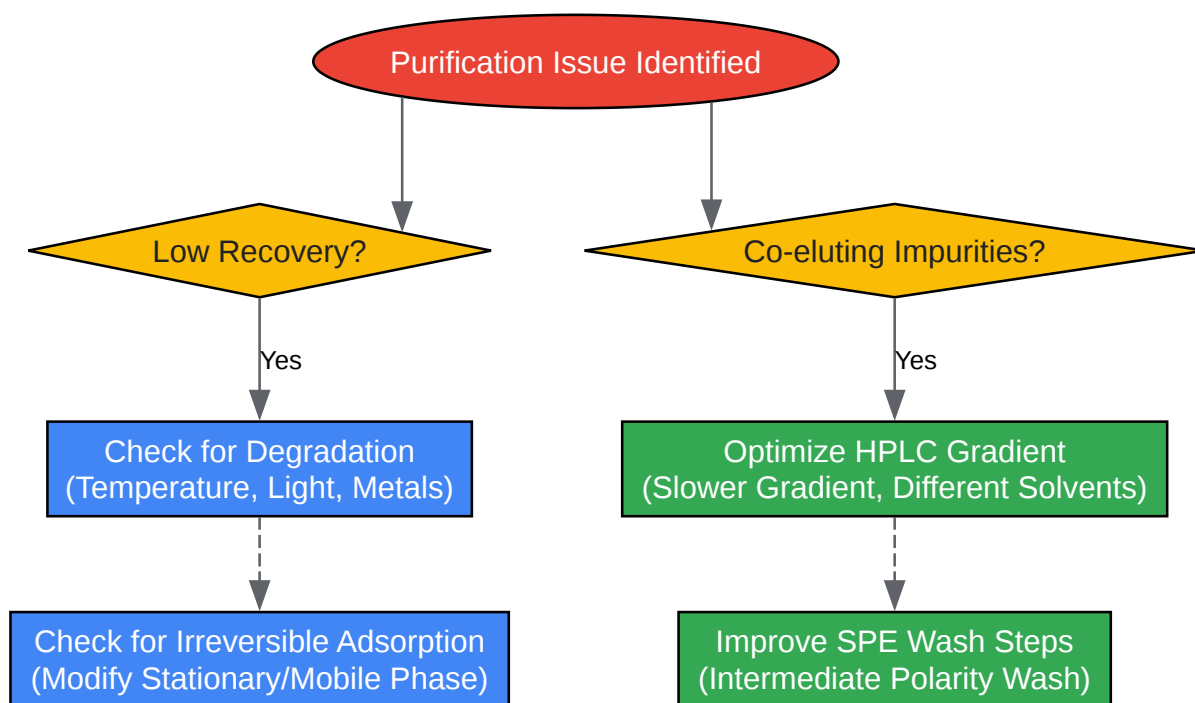 Purification Issue Identified
Low Recovery?
Co-eluting Impurities?
Yes
Yes
Check for Degradation
(Temperature, Light, Metals)
Optimize HPLC Gradient
(Slower Gradient, Different Solvents)
Check for Irreversible Adsorption
(Modify Stationary/Mobile Phase)
Improve SPE Wash Steps
(Intermediate Polarity Wash)